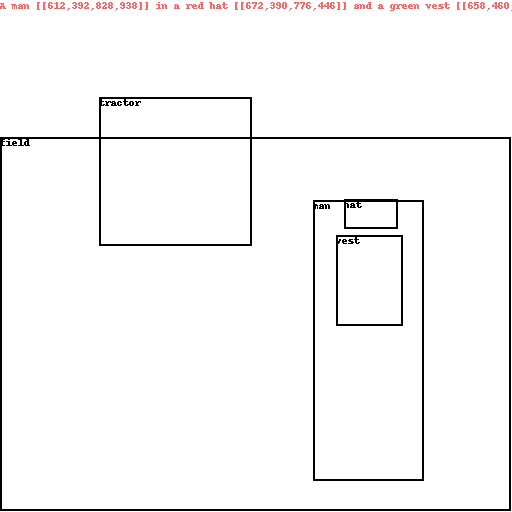 A man [[612,392,828,938]] in a red hat [[672,390,776,446]] and a green vest [[658,460,
tractor
field
man hat
vest